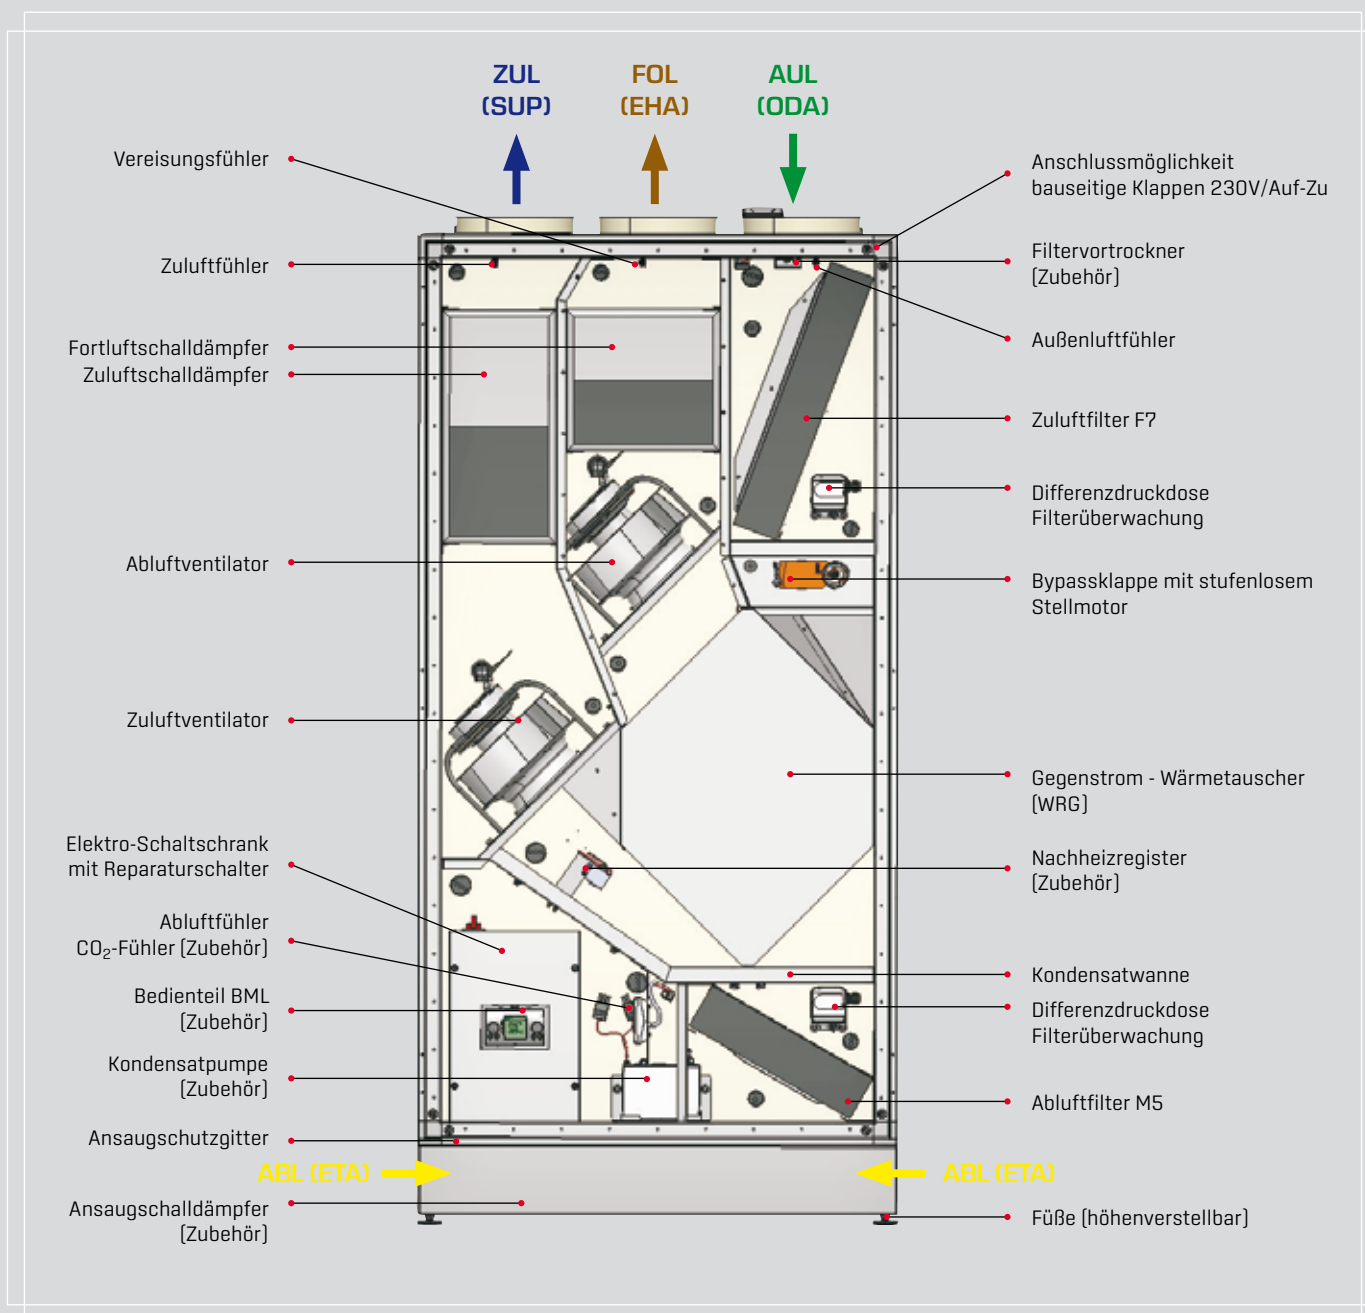 ZUL
(SUP)
FOL
(EHA)
AUL
(ODA)
Vereisungsfühler
Zuluftfühler
Fortluftschalldämpfer
Zuluftschalldämpfer
Abluftventilator
Zuluftventilator
Elektro-Schaltschrank
mit Reparaturschalter
Abluftfühler
CO₂-Fühler (Zubehör)
Bedienteil BML
(Zubehör)
Kondensatpumpe
(Zubehör)
Ansaugschutzgitter
ABL (ETA)
Ansaugschalldämpfer
(Zubehör)
Anschlussmöglichkeit
bauseitige Klappen 230V/Auf-Zu
Filtervortrockner
(Zubehör)
Außenluftfühler
Zuluftfilter F7
Differenzdruckdose
Filterüberwachung
Bypassklappe mit stufenlosem
Stellmotor
Gegenstrom - Wärmetauscher
(WRG)
Nachheizregister
(Zubehör)
Kondensatwanne
Differenzdruckdose
Filterüberwachung
Abluftfilter M5
ABL (ETA)
Füße (höhenverstellbar)